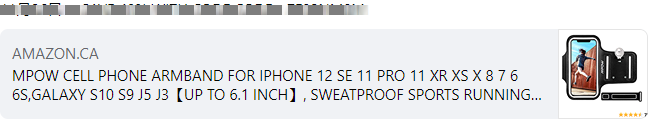 AMAZON.CA
MPOW CELL PHONE ARMBAND FOR IPHONE 12 SE 11 PRO 11 XR XS X 8 7 6
6S,GALAXY S10 S9 J5 J3【UP TO 6.1 INCH】, SWEATPROOF SPORTS RUNNING...
7